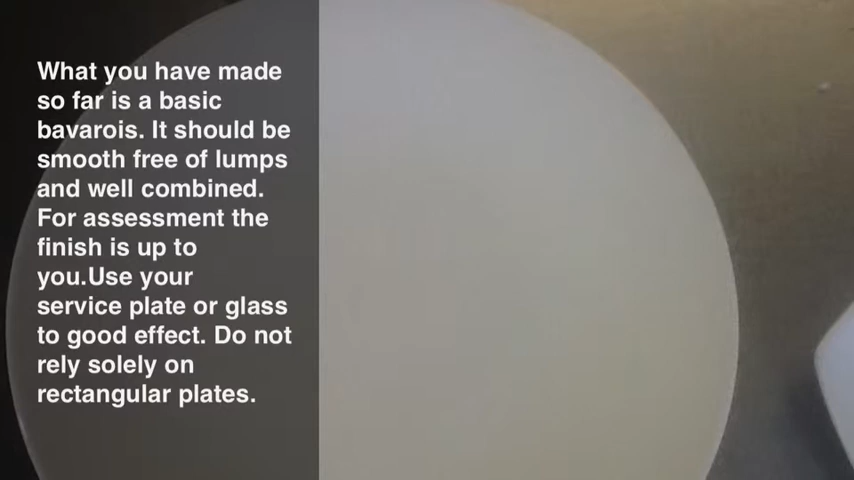 What you have made
so far is a basic
bavarois. It should be
smooth free of lumps
and well combined.
For assessment the
finish is up to
you.Use your
service plate or glass
to good effect. Do not
rely solely on
rectangular plates.